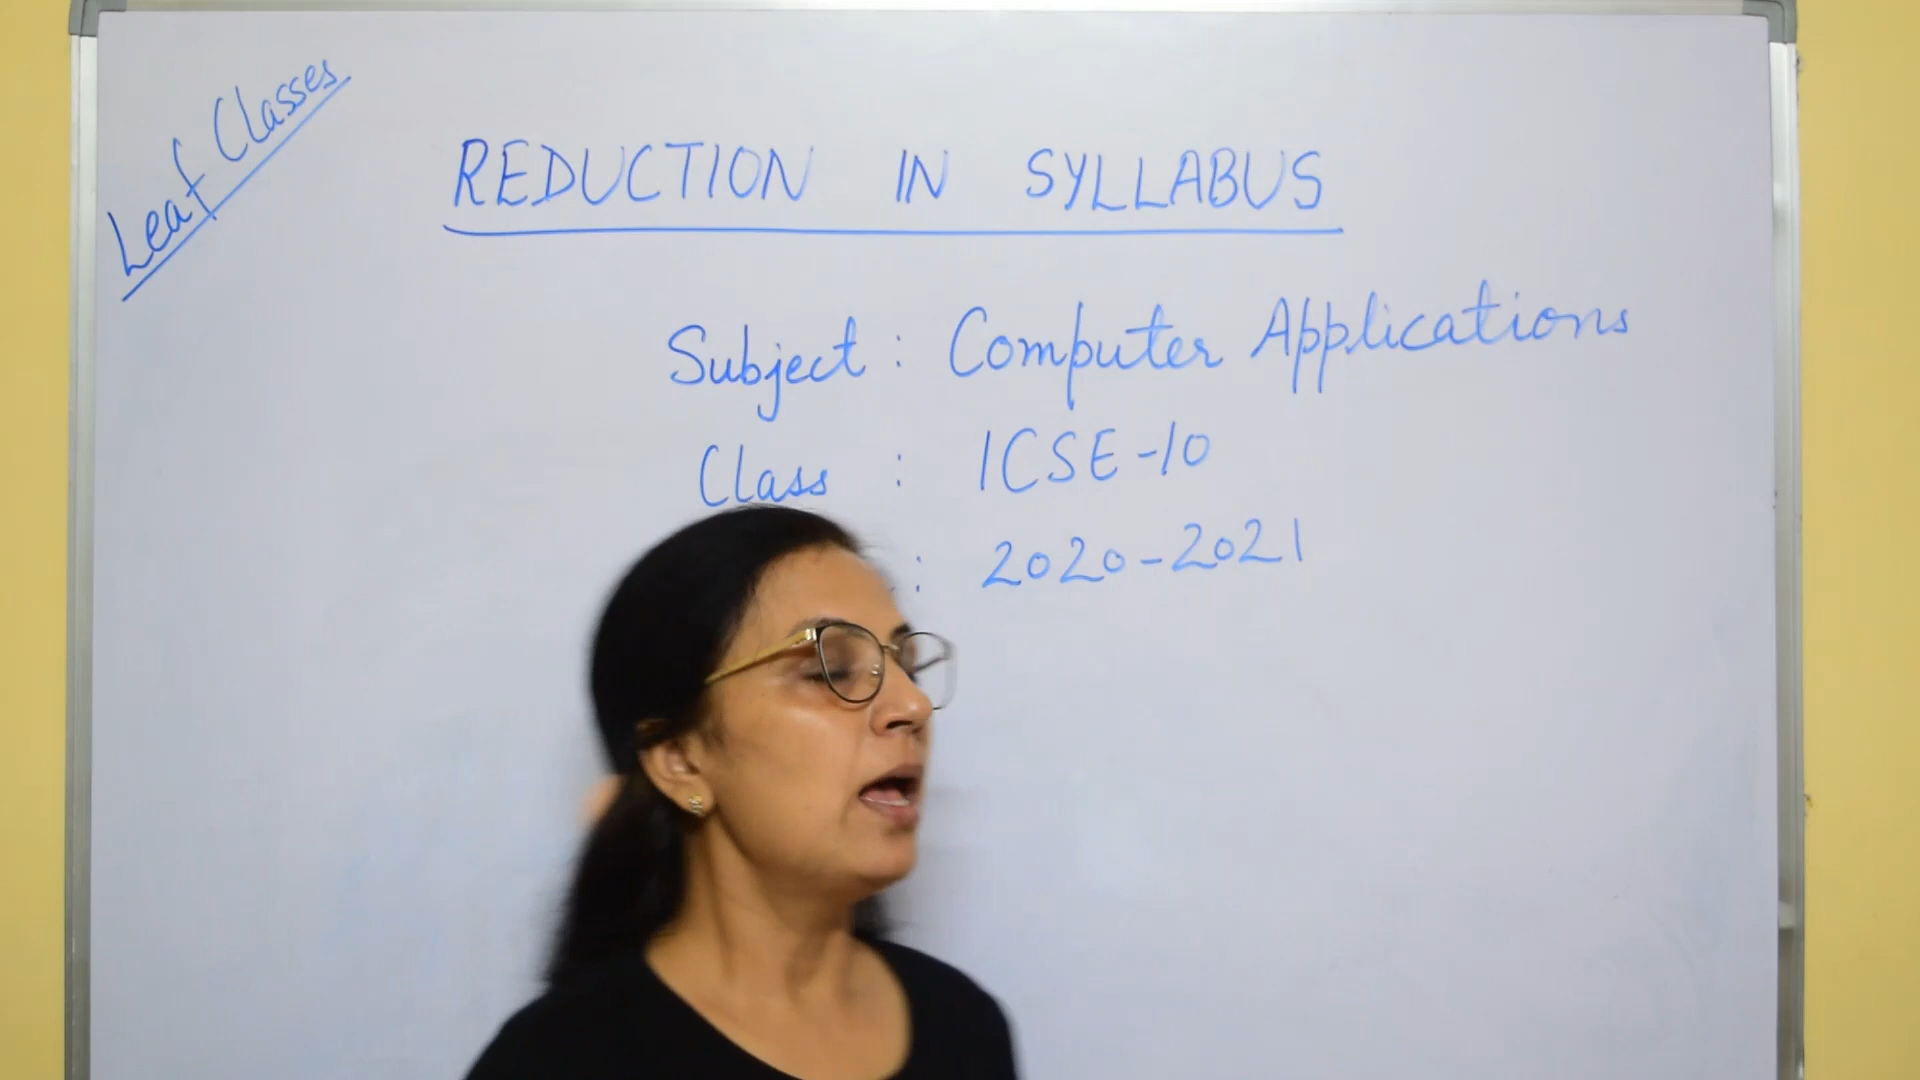 Leaf Classes
REDUCTION IN SYLLABUS
Subject : Computer Applications
Class : ICSE-10
: 2020-2021